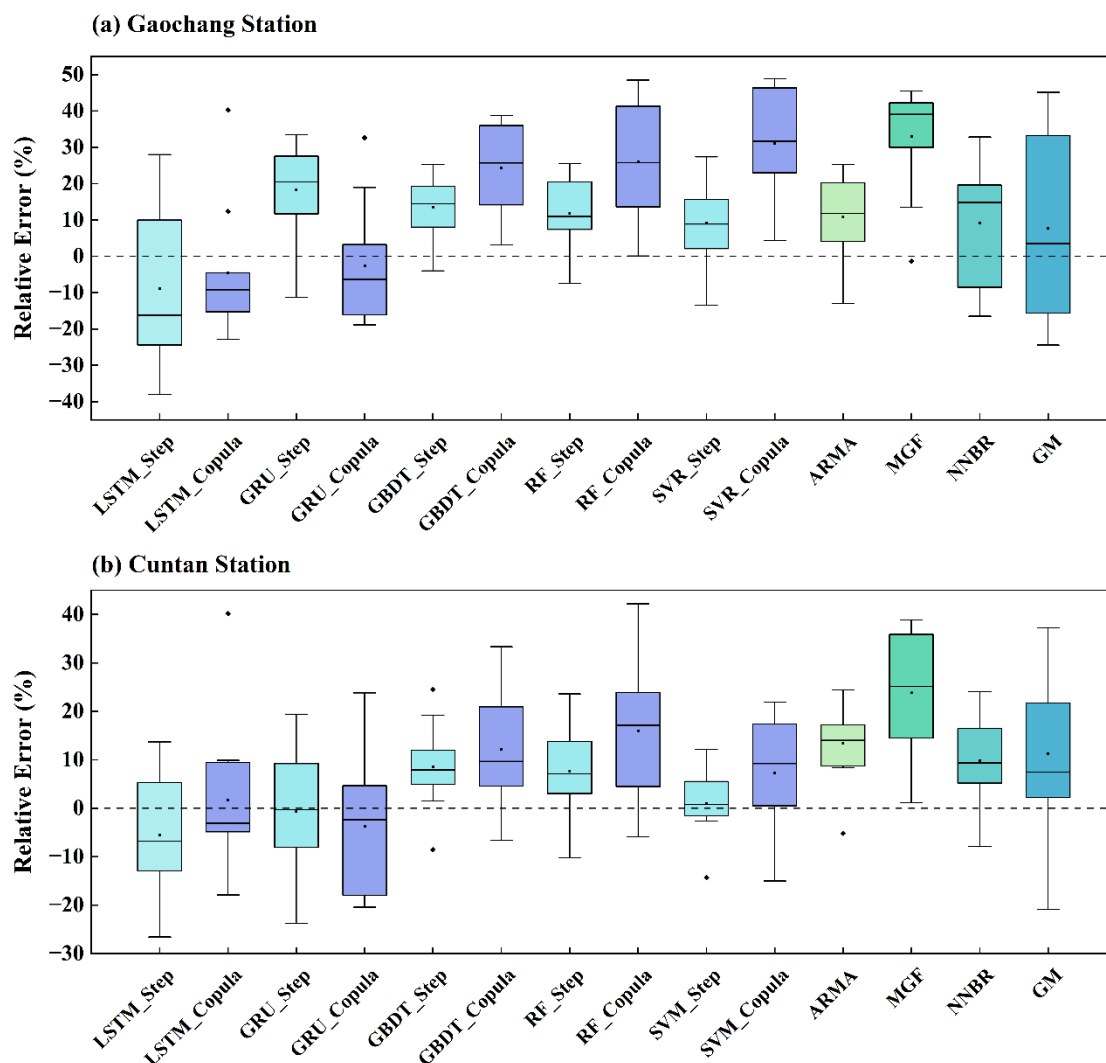 (a) Gaochang Station
Relative Error (%)
50
40
30
20
10
0
−10
−20
−30
−40
LSTM_Step
LSTM_Copula
GRU_Step
GRU_Copula
GBDT_Step
GBDT_Copula
RF_Step
RF_Copula
SVR_Step
SVR_Copula
ARMA
MGF
NNBR
GM
(b) Cuntan Station
Relative Error (%)
40
30
20
10
0
−10
−20
−30
LSTM_Step
LSTM_Copula
GRU_Step
GRU_Copula
GBDT_Step
GBDT_Copula
RF_Step
RF_Copula
SVM_Step
SVM_Copula
ARMA
MGF
NNBR
GM